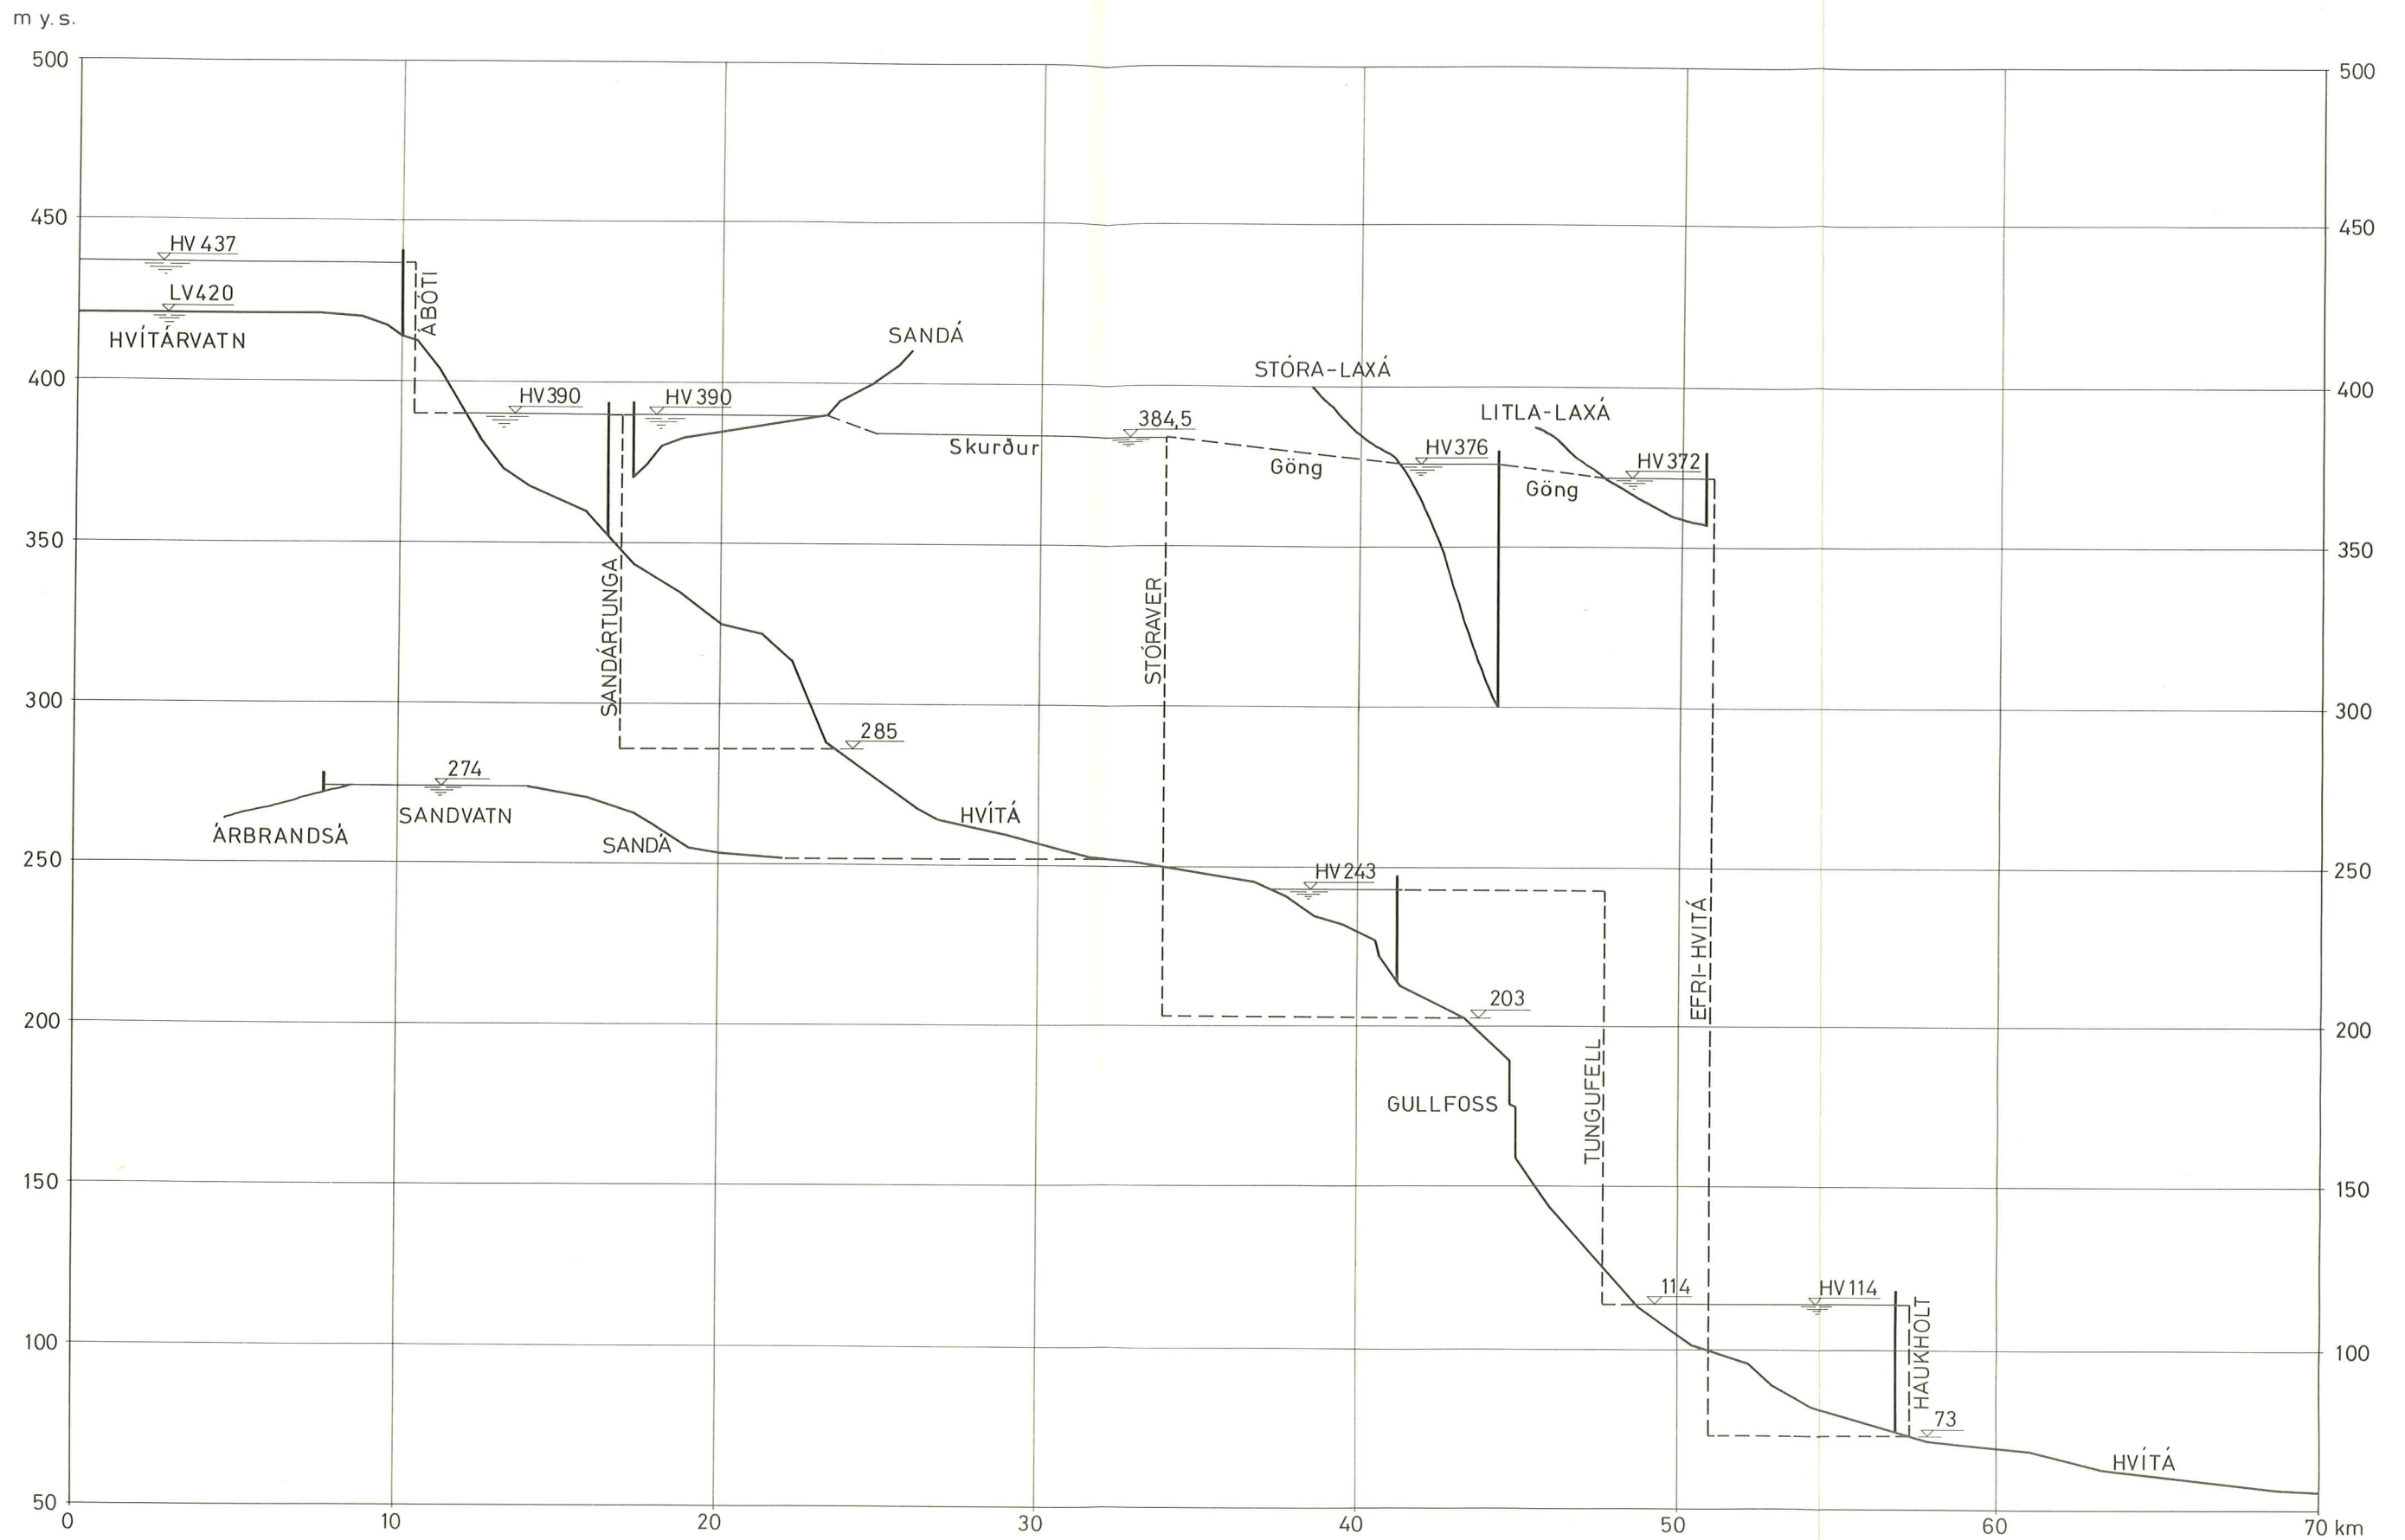 m y. s.
500
500
450
450
HV 437
LV420
ÁBÓTI
HVÍTÁRVATN
SANDÁ
STÓRA-LAXÁ
400
400
HV390
HV390
LITLA-LAXÁ
384,5
Skurður
Göng
HV376
Göng
HV372
350
350
SANDÁRTUNGA
STÓRAVER
300
300
285
274
SANDVATN
HVÍTÁ
ÁRBRANDSÁ
SANDÁ
250
250
HV243
EFRI-HVITÁ
203
200
200
TUNGUFELL
GULLFOSS
150
150
114
HV 114
HAUKHOLT
100
100
73
HVÍTÁ
50
0
10
20
30
40
50
60
70 km